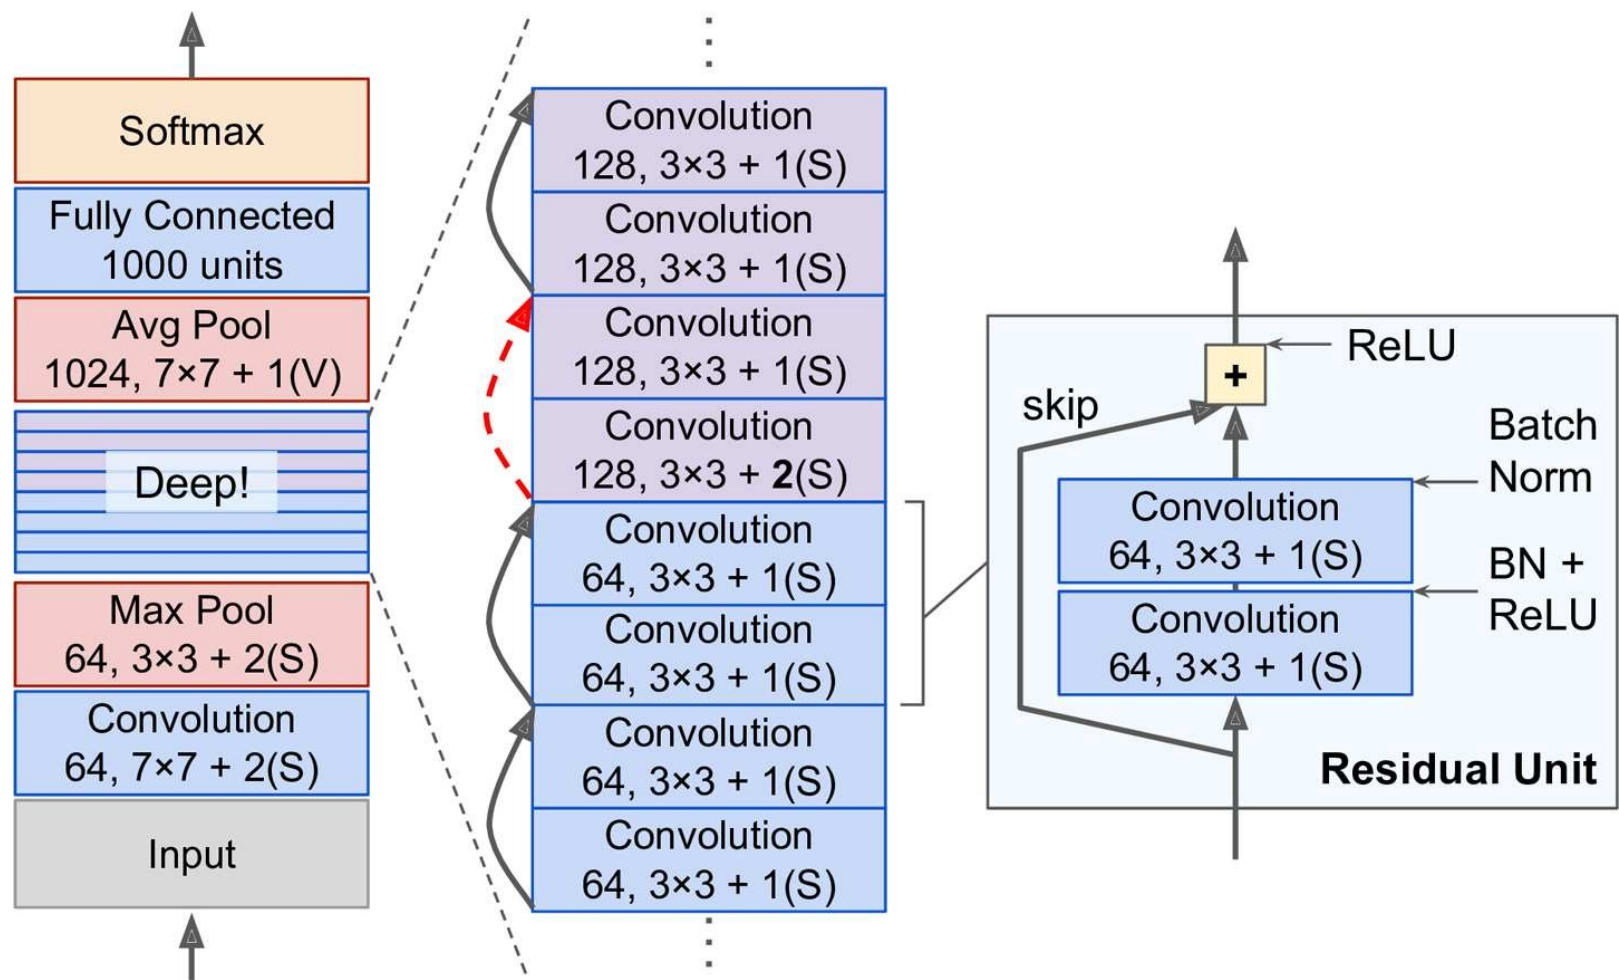 Softmax
Fully Connected
1000 units
Avg Pool
1024, 7×7 + 1(V)
Deep!
Max Pool
64, 3×3 + 2(S)
Convolution
64, 7×7 + 2(S)
Input
Convolution
128, 3×3 + 1(S)
Convolution
128, 3×3 + 1(S)
Convolution
128, 3×3 + 1(S)
Convolution
128, 3×3 + 2(S)
Convolution
64, 3×3 + 1(S)
Convolution
64, 3×3 + 1(S)
Convolution
64, 3×3 + 1(S)
Convolution
64, 3×3 + 1(S)
ReLU
+
skip
Batch
Norm
Convolution
64, 3×3 + 1(S)
BN +
ReLU
Convolution
64, 3×3 + 1(S)
Residual Unit